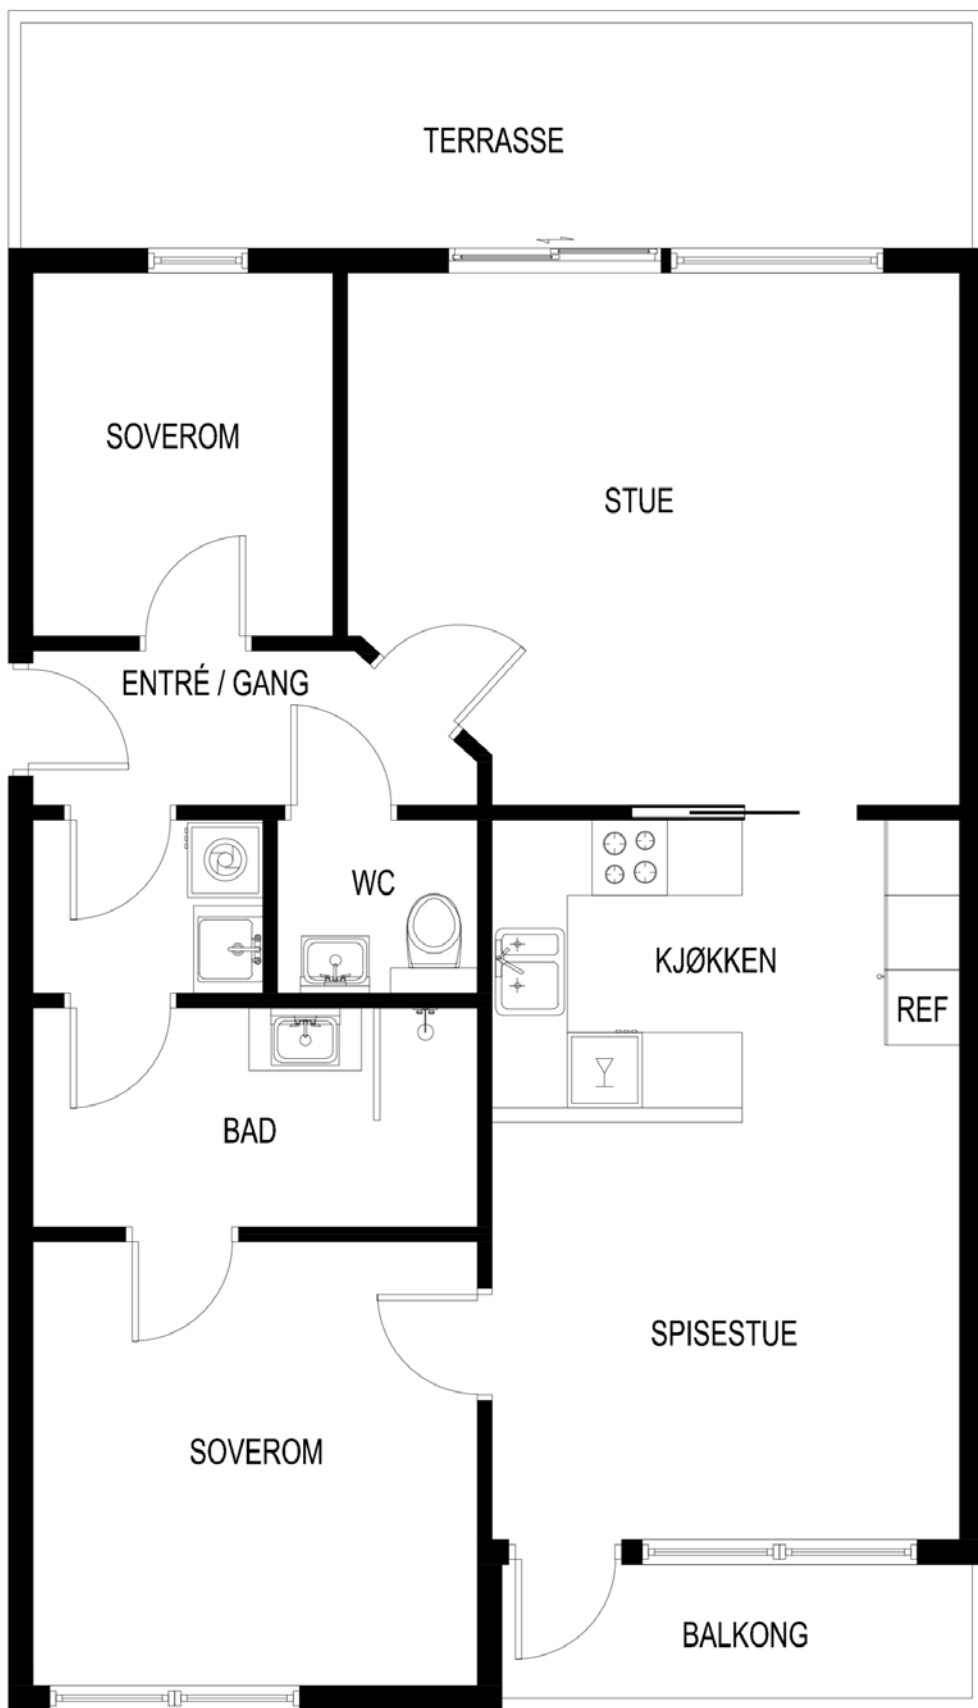 TERRASSE
SOVEROM
STUE
ENTRÉ / GANG
WC
KJØKKEN
REF
BAD
SPISESTUE
SOVEROM
BALKONG